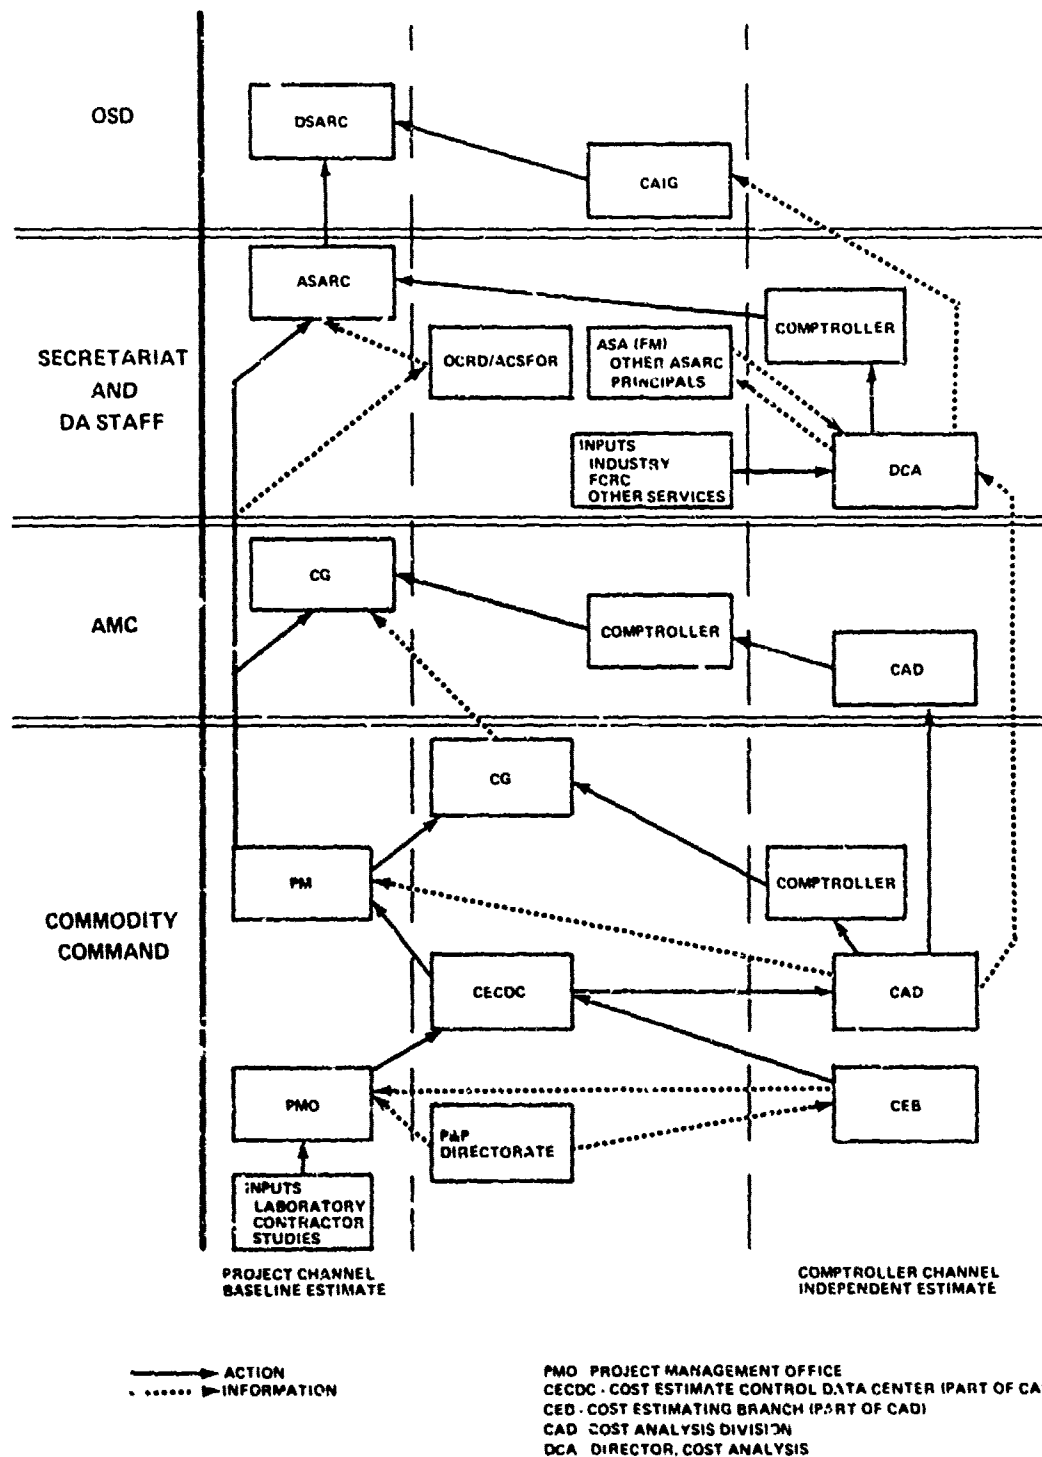 OSD
DSARC
CAIG
ASARC
COMPTROLLER
SECRETARIAT
AND
DA STAFF
OCRD/ACSFOR
ASA (FM)
OTHER ASARC
PRINCIPALS
INPUTS
INDUSTRY
FCRC
OTHER SERVICES
DCA
CG
AMC
COMPTROLLER
CAD
CG
PM
COMPTROLLER
COMMODITY
COMMAND
CECDC
CAD
PMO
CEB
P&P
DIRECTORATE
INPUTS
LABORATORY
CONTRACTOR
STUDIES
PROJECT CHANNEL
BASELINE ESTIMATE
COMPTROLLER CHANNEL
INDEPENDENT ESTIMATE
ACTION
INFORMATION
PMO PROJECT MANAGEMENT OFFICE
CECDC - COST ESTIMATE CONTROL DATA CENTER (PART OF CA
CEB - COST ESTIMATING BRANCH (PART OF CAD)
CAD COST ANALYSIS DIVISION
DCA DIRECTOR, COST ANALYSIS